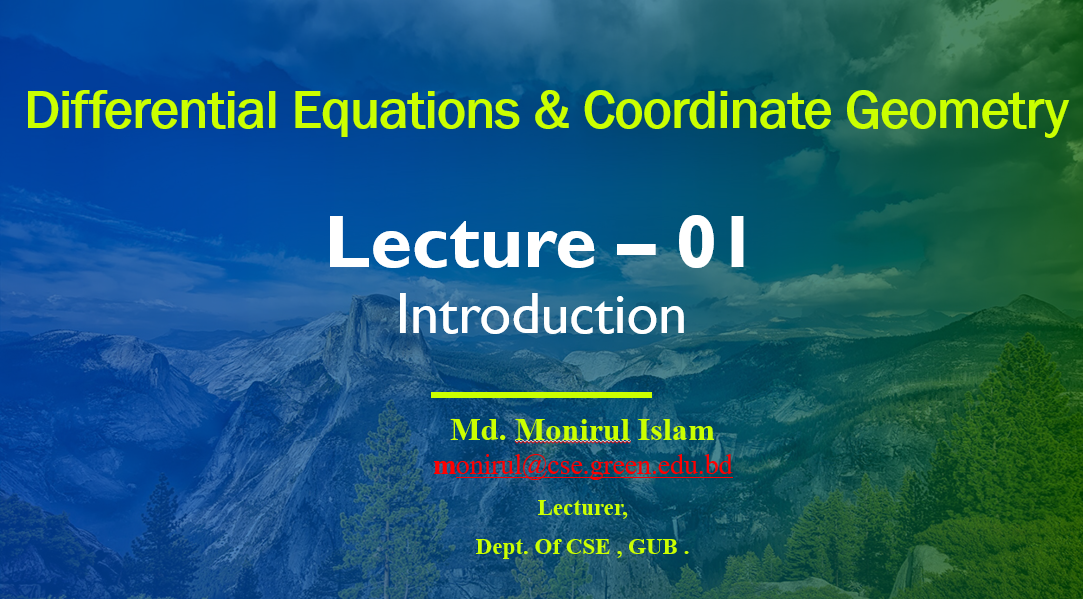 Differential Equations & Coordinate Geometry
Lecture – 01
Introduction
Md. Monirul Islam
monirul@cse.green.edu.bd
Lecturer,
Dept. Of CSE , GUB .